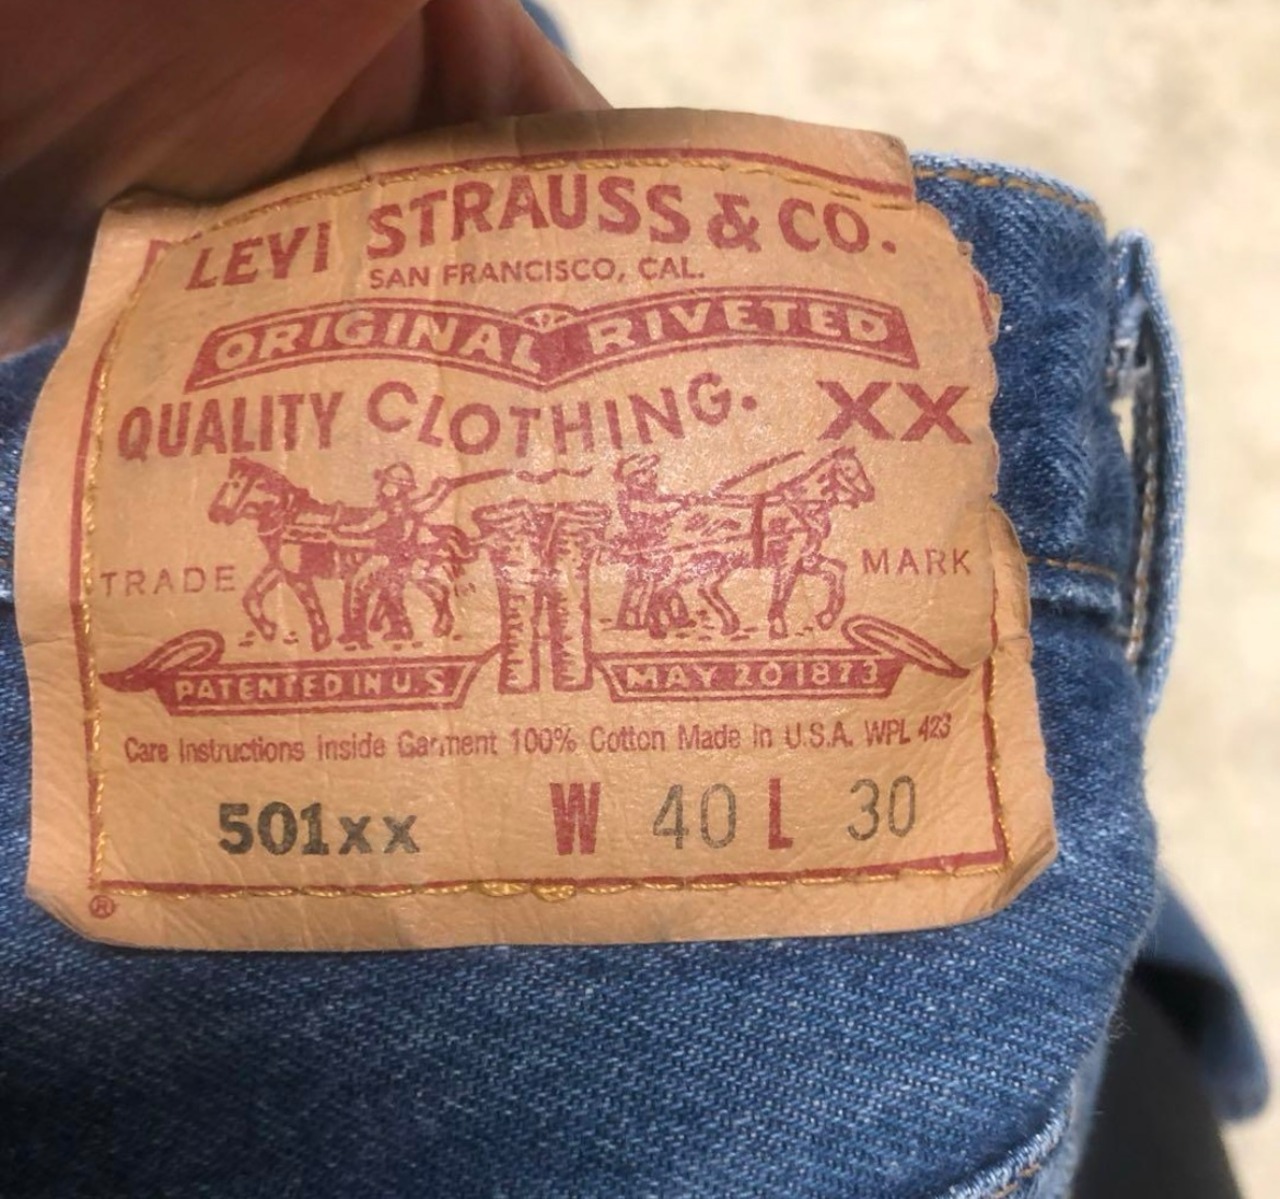 LEVI STRAUSS & CO.
SAN FRANCISCO, CAL.
ORIGINAL RIVETED
QUALITY CLOTHING. XX
TRADE MARK
PATENTED IN U.S MAY 20 1873
Care Instructions Inside Garment 100% Cotton Made in U.S.A. WPL 423
501xx W 40 L 30
®